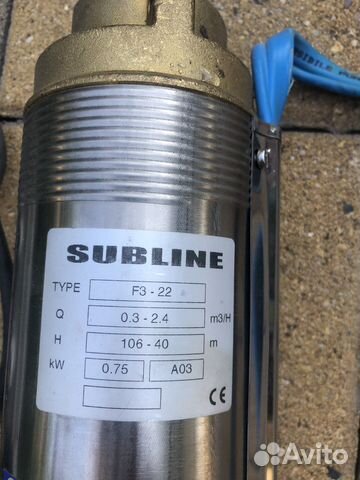 SUBLINE
TYPE F3 - 22
Q 0.3 - 2.4 m3/H
H 106 - 40 m
kW 0.75 A03
CE
Avito